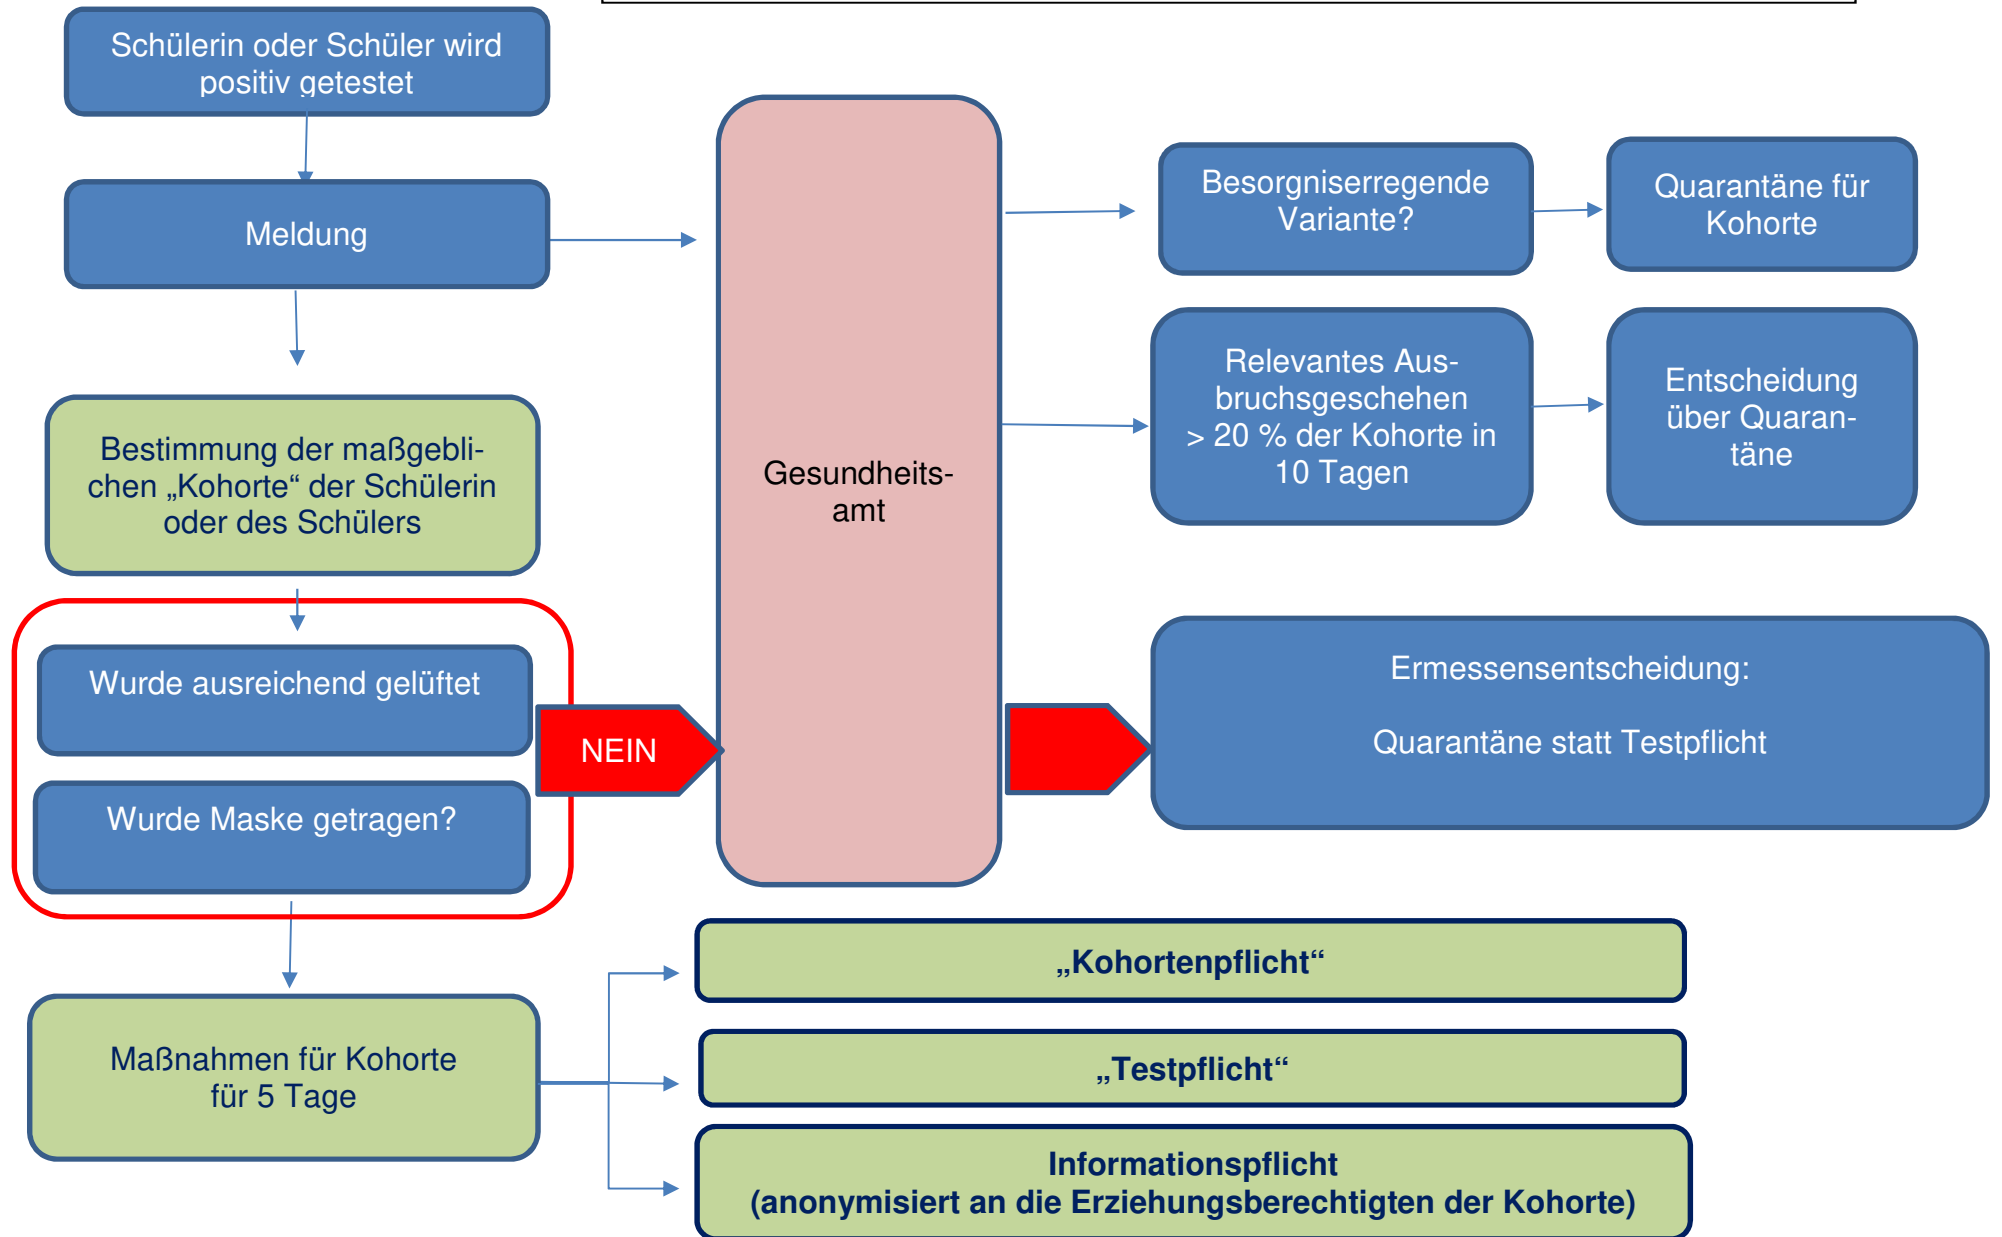 Schülerin oder Schüler wird
positiv getestet
Meldung
Bestimmung der maßgebli-
chen „Kohorte“ der Schülerin
oder des Schülers
Wurde ausreichend gelüftet
Wurde Maske getragen?
NEIN
Maßnahmen für Kohorte
für 5 Tage
Gesundheits-
amt
Besorgniserregende
Variante?
Quarantäne für
Kohorte
Relevantes Aus-
bruchsgeschehen
> 20 % der Kohorte in
10 Tagen
Entscheidung
über Quaran-
täne
Ermessensentscheidung:
Quarantäne statt Testpflicht
„Kohortenpflicht“
„Testpflicht“
Informationspflicht
(anonymisiert an die Erziehungsberechtigten der Kohorte)